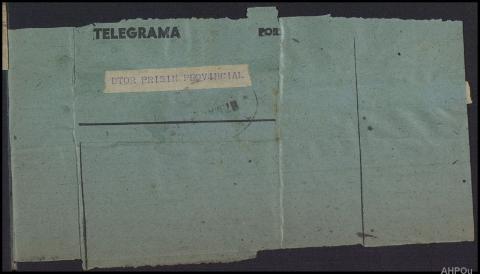 TELEGRAMA POR
DTOR PRISIN PROVINCIAL
AHPOu